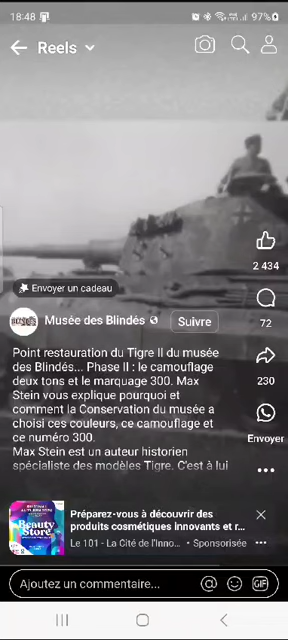 18:48
97%
Reels
2 434
Envoyer un cadeau
Musée des Blindés
Suivre
72
Point restauration du Tigre II du musée
des Blindés... Phase II : le camouflage
deux tons et le marquage 300. Max
Stein vous explique pourquoi et
comment la Conservation du musée a
choisi ces couleurs, ce camouflage et
ce numéro 300.
Max Stein est un auteur historien
spécialiste des modèles Tigre. C'est à lui
230
Envoyer
Beauty
Store
Préparez-vous à découvrir des
produits cosmétiques innovants et r...
Le 101 - La Cité de l'Inno... • Sponsorisée
Ajoutez un commentaire...
GIF